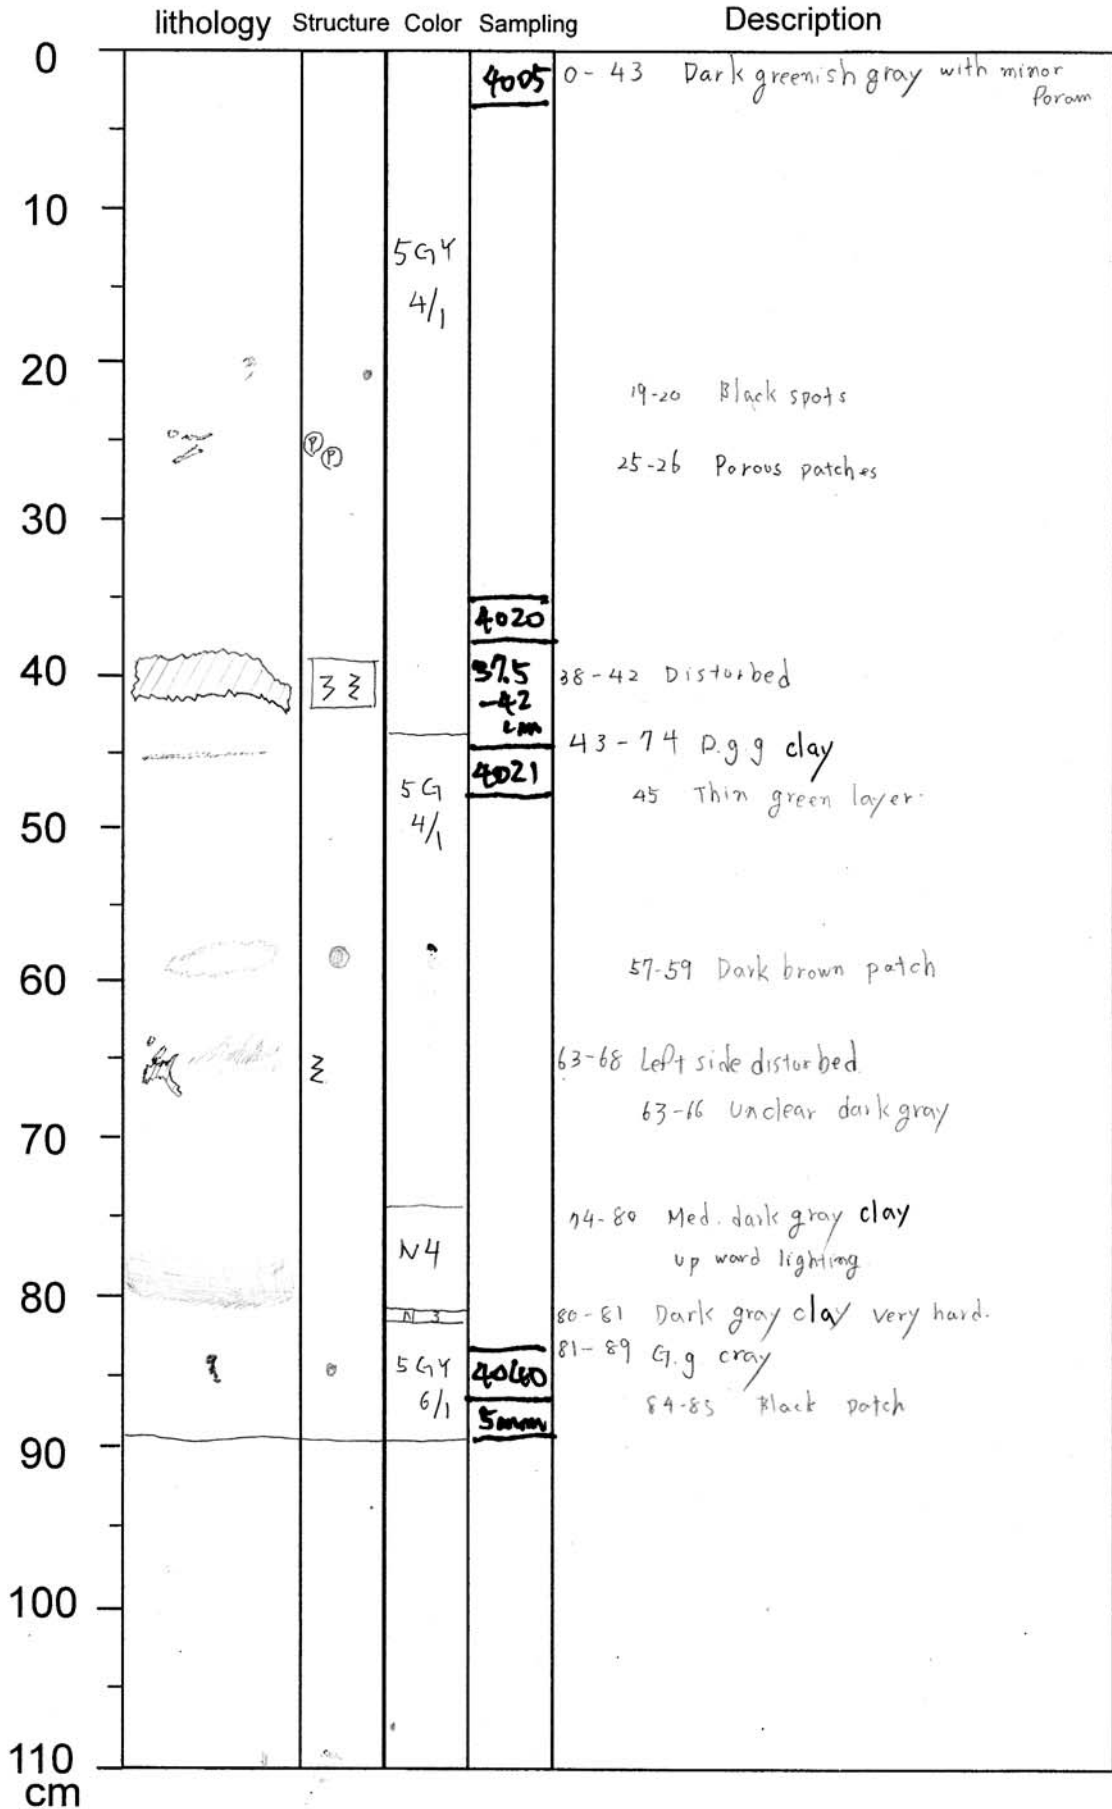 lithology Structure Color Sampling Description
0
4005
0-43 Dark greenish gray with minor
foram
10
5GY
4/1
20
19-20 Black spots
P
P
25-26 Porous patches
30
4020
40
37.5
-42
cm
38-42 Disturbed
43-74 D.g.g clay
4021
45 Thin green layer.
5G
4/1
50
57-59 Dark brown patch
60
63-68 Left side disturbed
63-66 Unclear dark gray
70
74-80 Med. dark gray clay
up ward lighting
N4
80
N 3
80-81 Dark gray clay very hard.
81-89 G.g cray
5GY
6/1
4040
84-85 Black patch
5mm
90
100
110
cm